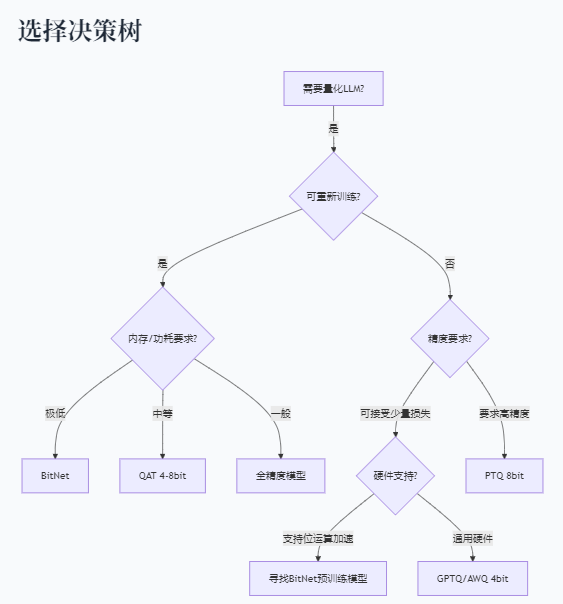 选择决策树
需要量化LLM?
是
可重新训练?
是
否
内存/功耗要求?
精度要求?
极低
中等
一般
可接受少量损失
要求高精度
BitNet
QAT 4-8bit
全精度模型
硬件支持?
PTQ 8bit
支持位运算加速
通用硬件
寻找BitNet预训练模型
GPTQ/AWQ 4bit